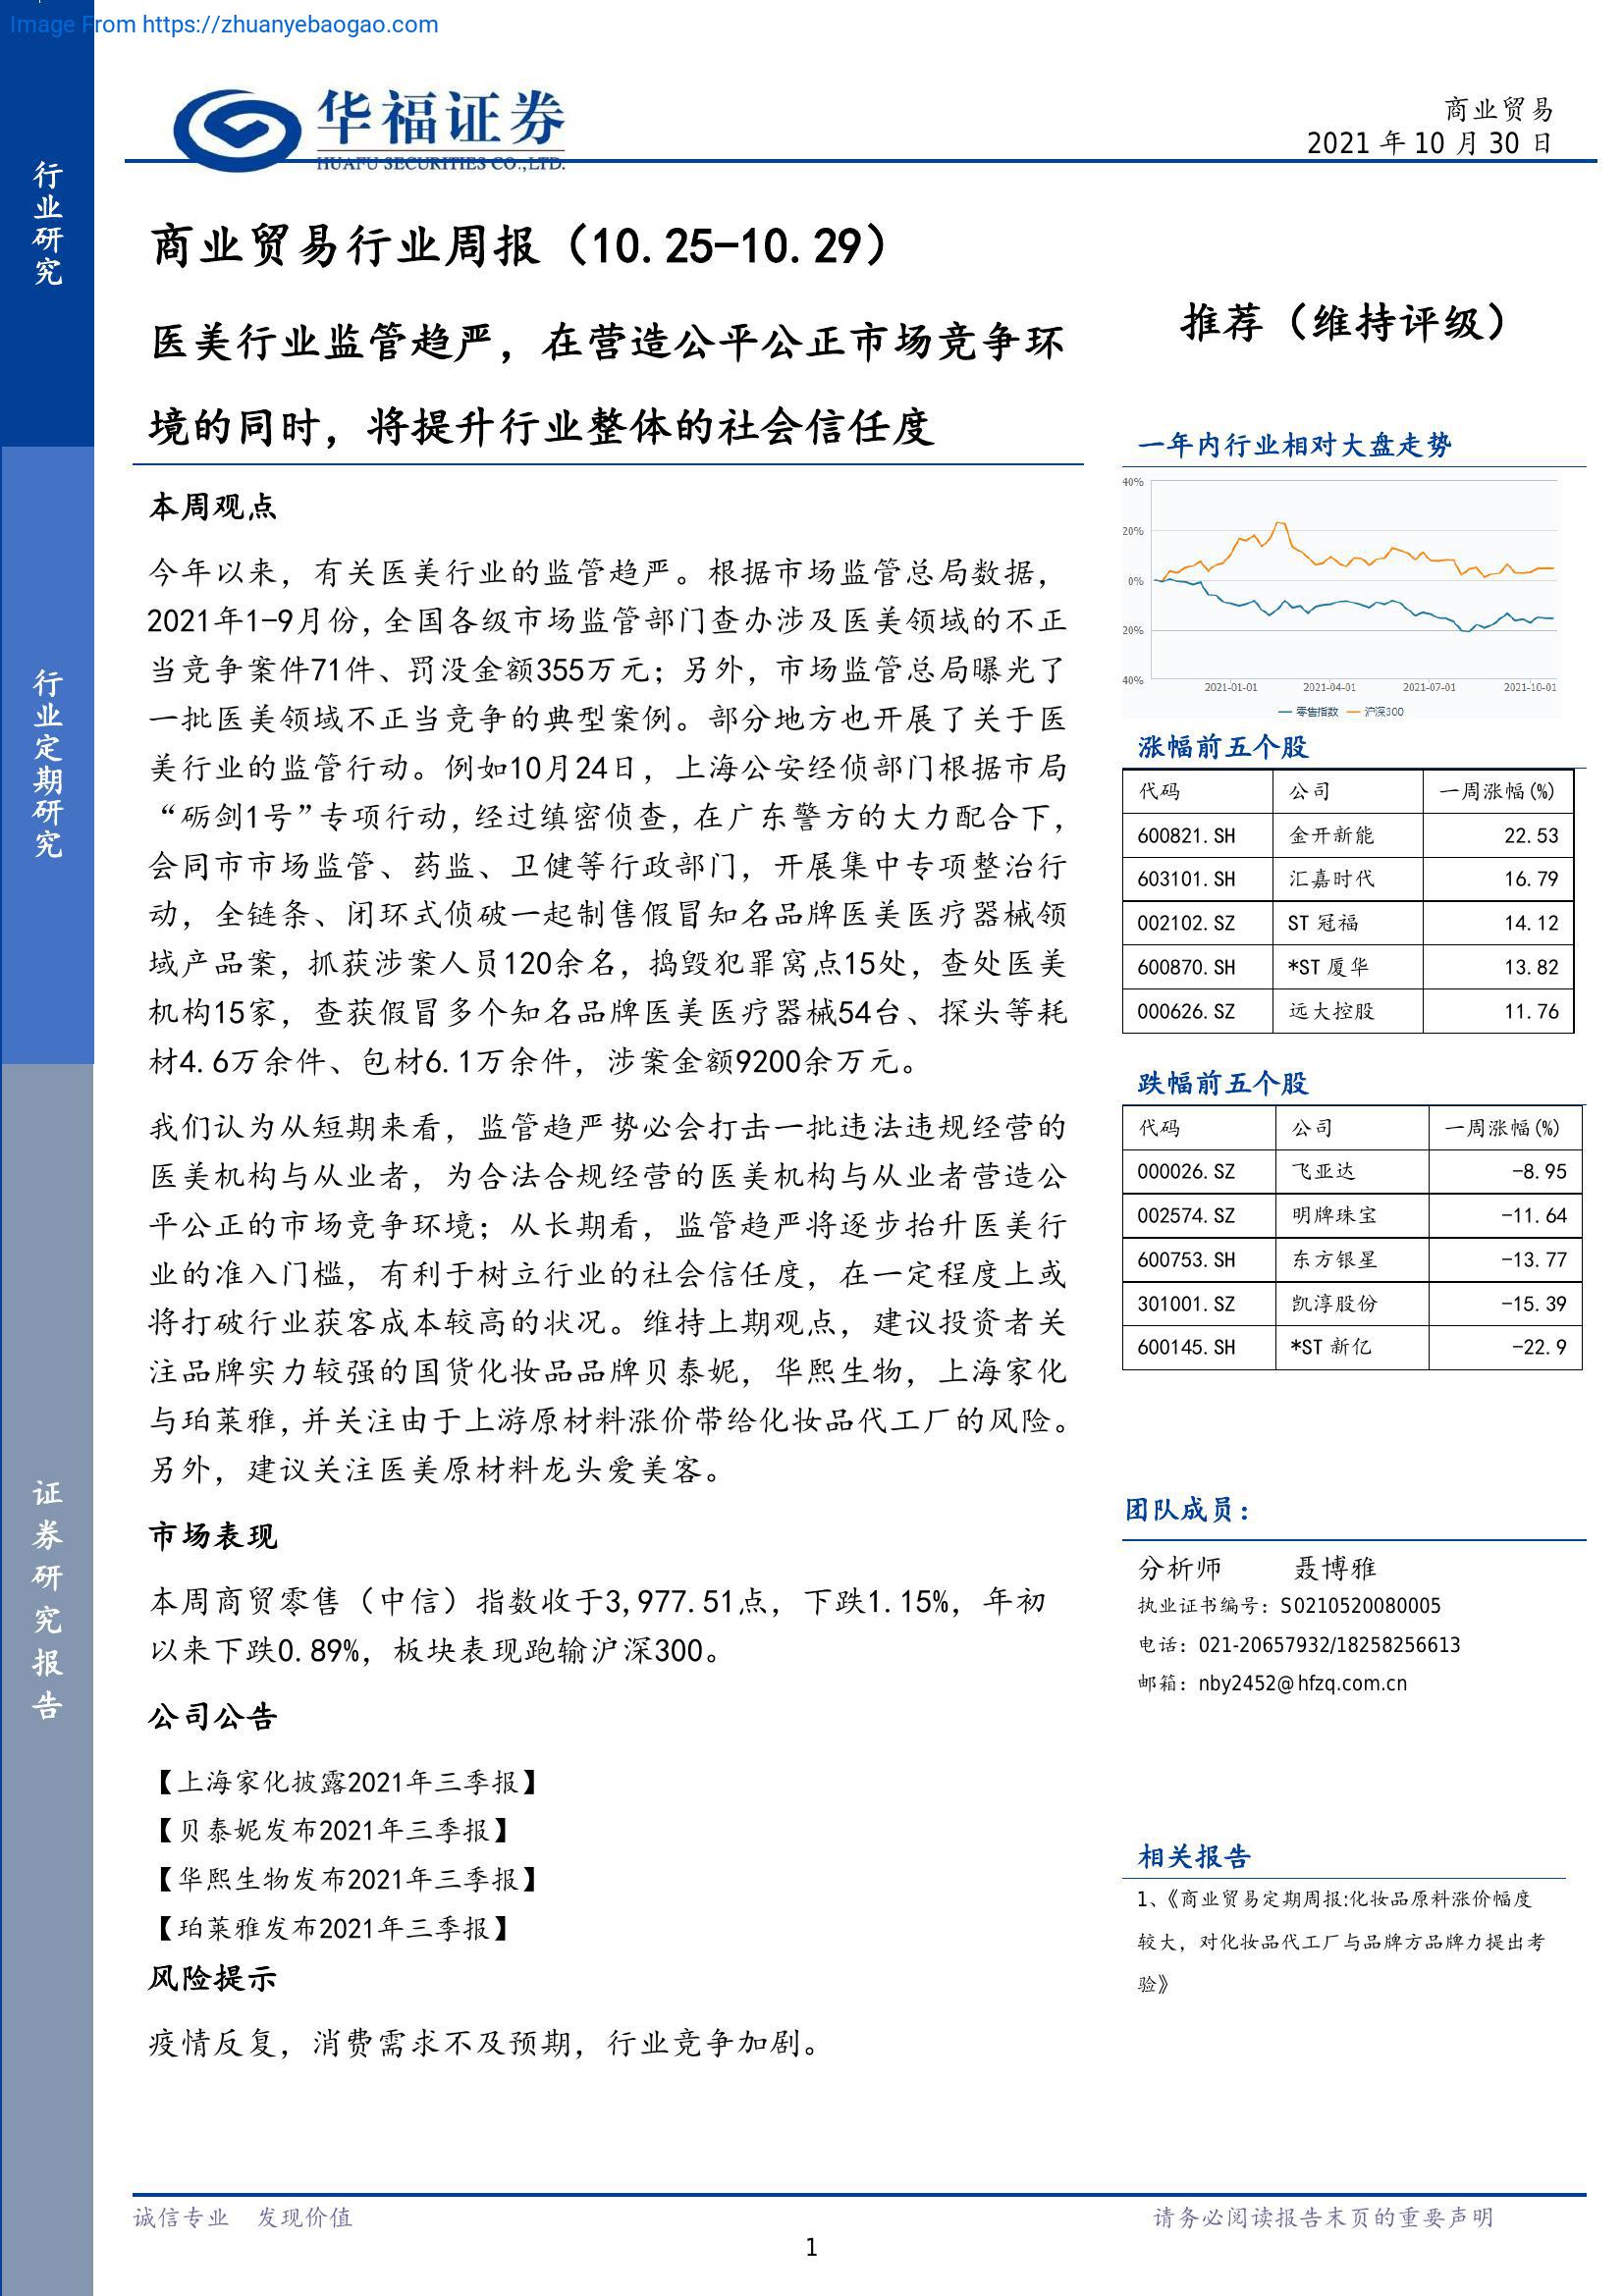 Image From https://zhuanyebaogao.com
华福证券
HUAFU SECURITIES CO.,LTD.
商业贸易
2021 年 10 月 30 日
行业研究
行业定期研究
证券研究报告
商业贸易行业周报（10.25-10.29）
医美行业监管趋严，在营造公平公正市场竞争环
境的同时，将提升行业整体的社会信任度
本周观点
今年以来，有关医美行业的监管趋严。根据市场监管总局数据，
2021年1-9月份，全国各级市场监管部门查办涉及医美领域的不正
当竞争案件71件、罚没金额355万元；另外，市场监管总局曝光了
一批医美领域不正当竞争的典型案例。部分地方也开展了关于医
美行业的监管行动。例如10月24日，上海公安经侦部门根据市局
“砺剑1号”专项行动，经过缜密侦查，在广东警方的大力配合下，
会同市市场监管、药监、卫健等行政部门，开展集中专项整治行
动，全链条、闭环式侦破一起制售假冒知名品牌医美医疗器械领
域产品案，抓获涉案人员120余名，捣毁犯罪窝点15处，查处医美
机构15家，查获假冒多个知名品牌医美医疗器械54台、探头等耗
材4.6万余件、包材6.1万余件，涉案金额9200余万元。
我们认为从短期来看，监管趋严势必会打击一批违法违规经营的
医美机构与从业者，为合法合规经营的医美机构与从业者营造公
平公正的市场竞争环境；从长期看，监管趋严将逐步抬升医美行
业的准入门槛，有利于树立行业的社会信任度，在一定程度上或
将打破行业获客成本较高的状况。维持上期观点，建议投资者关
注品牌实力较强的国货化妆品品牌贝泰妮，华熙生物，上海家化
与珀莱雅，并关注由于上游原材料涨价带给化妆品代工厂的风险。
另外，建议关注医美原材料龙头爱美客。
市场表现
本周商贸零售（中信）指数收于3,977.51点，下跌1.15%，年初
以来下跌0.89%，板块表现跑输沪深300。
公司公告
【上海家化披露2021年三季报】
【贝泰妮发布2021年三季报】
【华熙生物发布2021年三季报】
【珀莱雅发布2021年三季报】
风险提示
疫情反复，消费需求不及预期，行业竞争加剧。
推荐（维持评级）
一年内行业相对大盘走势
40%
20%
0%
20%
40%
2021-01-01 2021-04-01 2021-07-01 2021-10-01
零售指数 沪深300
涨幅前五个股
代码 公司 一周涨幅(%)
600821.SH 金开新能 22.53
603101.SH 汇嘉时代 16.79
002102.SZ ST 冠福 14.12
600870.SH *ST 厦华 13.82
000626.SZ 远大控股 11.76
跌幅前五个股
代码 公司 一周涨幅(%)
000026.SZ 飞亚达 -8.95
002574.SZ 明牌珠宝 -11.64
600753.SH 东方银星 -13.77
301001.SZ 凯淳股份 -15.39
600145.SH *ST 新亿 -22.9
团队成员：
分析师 聂博雅
执业证书编号：S0210520080005
电话：021-20657932/18258256613
邮箱：nby2452@hfzq.com.cn
相关报告
1、《商业贸易定期周报:化妆品原料涨价幅度
较大，对化妆品代工厂与品牌方品牌力提出考
验》
诚信专业 发现价值
请务必阅读报告末页的重要声明
1